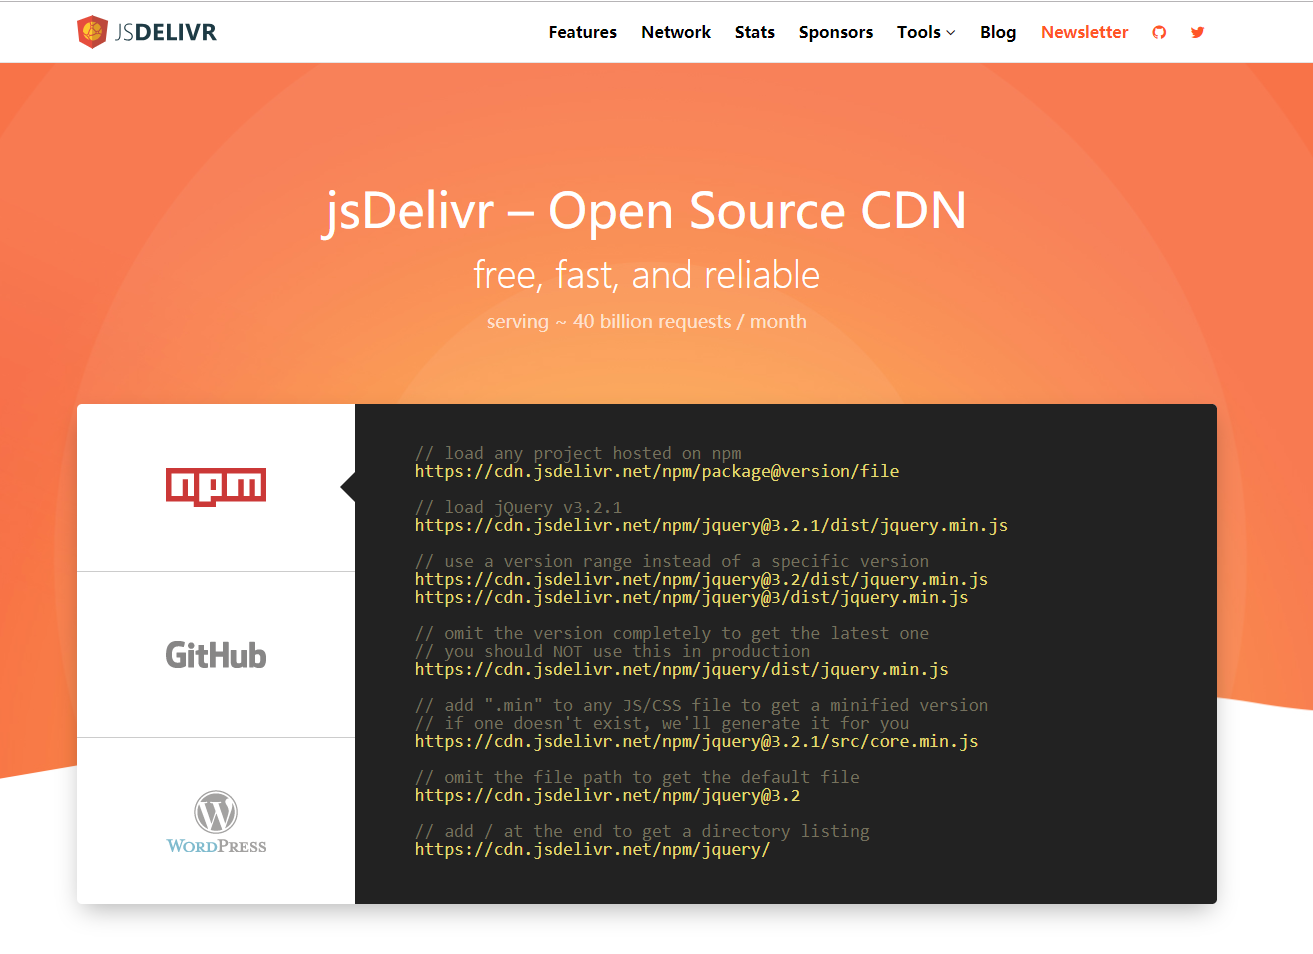 JSDELIVR
Features Network Stats Sponsors Tools Blog Newsletter
jsDelivr – Open Source CDN
free, fast, and reliable
serving ~ 40 billion requests / month
npm
GitHub
WORDPRESS
// load any project hosted on npm
https://cdn.jsdelivr.net/npm/package@version/file
// load jQuery v3.2.1
https://cdn.jsdelivr.net/npm/jquery@3.2.1/dist/jquery.min.js
// use a version range instead of a specific version
https://cdn.jsdelivr.net/npm/jquery@3.2/dist/jquery.min.js
https://cdn.jsdelivr.net/npm/jquery@3/dist/jquery.min.js
// omit the version completely to get the latest one
// you should NOT use this in production
https://cdn.jsdelivr.net/npm/jquery/dist/jquery.min.js
// add ".min" to any JS/CSS file to get a minified version
// if one doesn't exist, we'll generate it for you
https://cdn.jsdelivr.net/npm/jquery@3.2.1/src/core.min.js
// omit the file path to get the default file
https://cdn.jsdelivr.net/npm/jquery@3.2
// add / at the end to get a directory listing
https://cdn.jsdelivr.net/npm/jquery/